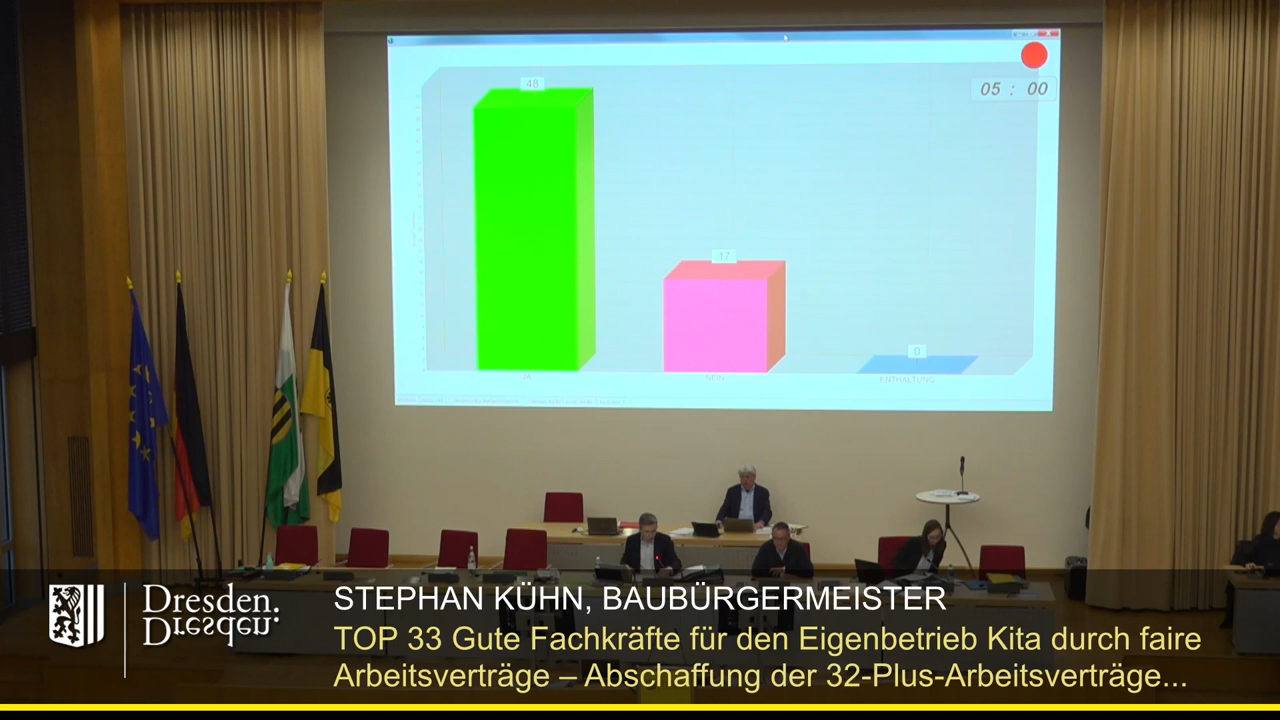 48
05 : 00
17
0
JA
NEIN
ENTHALTUNG
Dresden.
Dresden.
STEPHAN KÜHN, BAUBÜRGERMEISTER
TOP 33 Gute Fachkräfte für den Eigenbetrieb Kita durch faire
Arbeitsverträge – Abschaffung der 32-Plus-Arbeitsverträge...